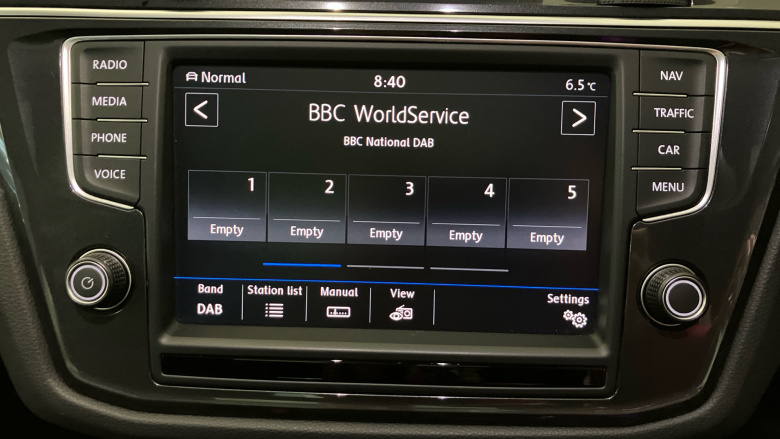 RADIO
MEDIA
PHONE
VOICE
Normal
8:40
6.5°C
<
BBC WorldService
>
BBC National DAB
1 2 3 4 5
Empty Empty Empty Empty Empty
Band Station list Manual View Settings
DAB
NAV
TRAFFIC
CAR
MENU